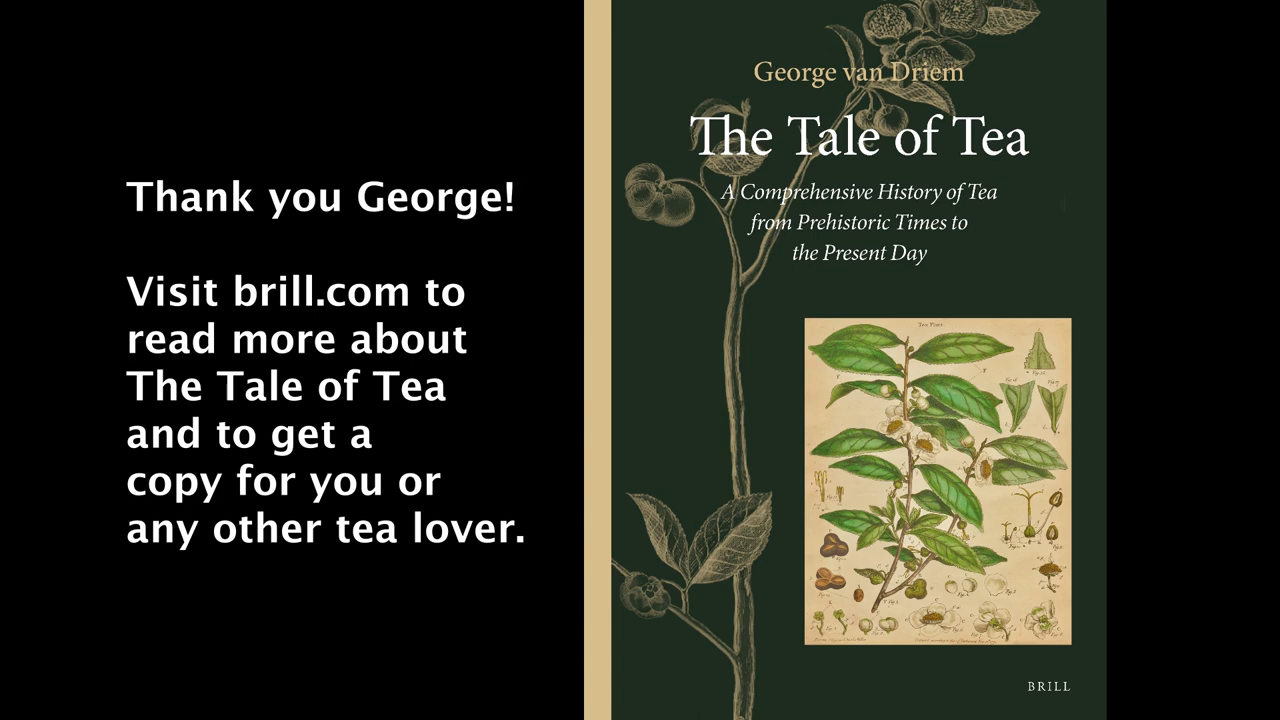 Thank you George!
Visit brill.com to
read more about
The Tale of Tea
and to get a
copy for you or
any other tea lover.
George van Driem
The Tale of Tea
A Comprehensive History of Tea
from Prehistoric Times to
the Present Day
Tea Plant.
BRILL